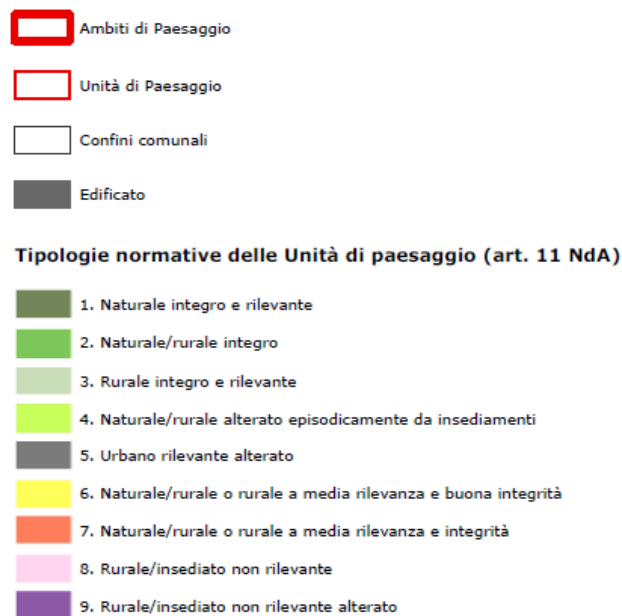 Ambiti di Paesaggio
Unità di Paesaggio
Confini comunali
Edificato
Tipologie normative delle Unità di paesaggio (art. 11 NdA)
1. Naturale integro e rilevante
2. Naturale/rurale integro
3. Rurale integro e rilevante
4. Naturale/rurale alterato episodicamente da insediamenti
5. Urbano rilevante alterato
6. Naturale/rurale o rurale a media rilevanza e buona integrità
7. Naturale/rurale o rurale a media rilevanza e integrità
8. Rurale/insediato non rilevante
9. Rurale/insediato non rilevante alterato